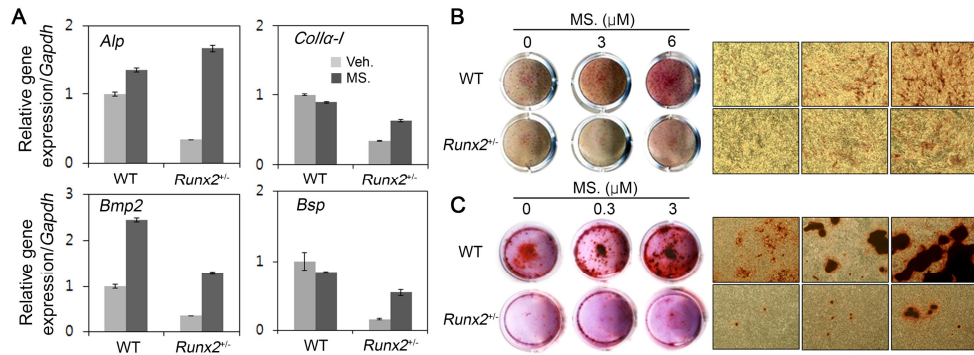 A
Relative gene
expression/Gapdh
2
1
0
Alp
WT
Runx2+/-
2
1
0
Collα-I
Veh.
MS.
WT
Runx2+/-
Relative gene
expression/Gapdh
3
2
1
0
Bmp2
WT
Runx2+/-
2
1
0
Bsp
WT
Runx2+/-
B
MS. (μM)
0 3 6
WT
Runx2+/-
C
MS. (μM)
0 0.3 3
WT
Runx2+/-